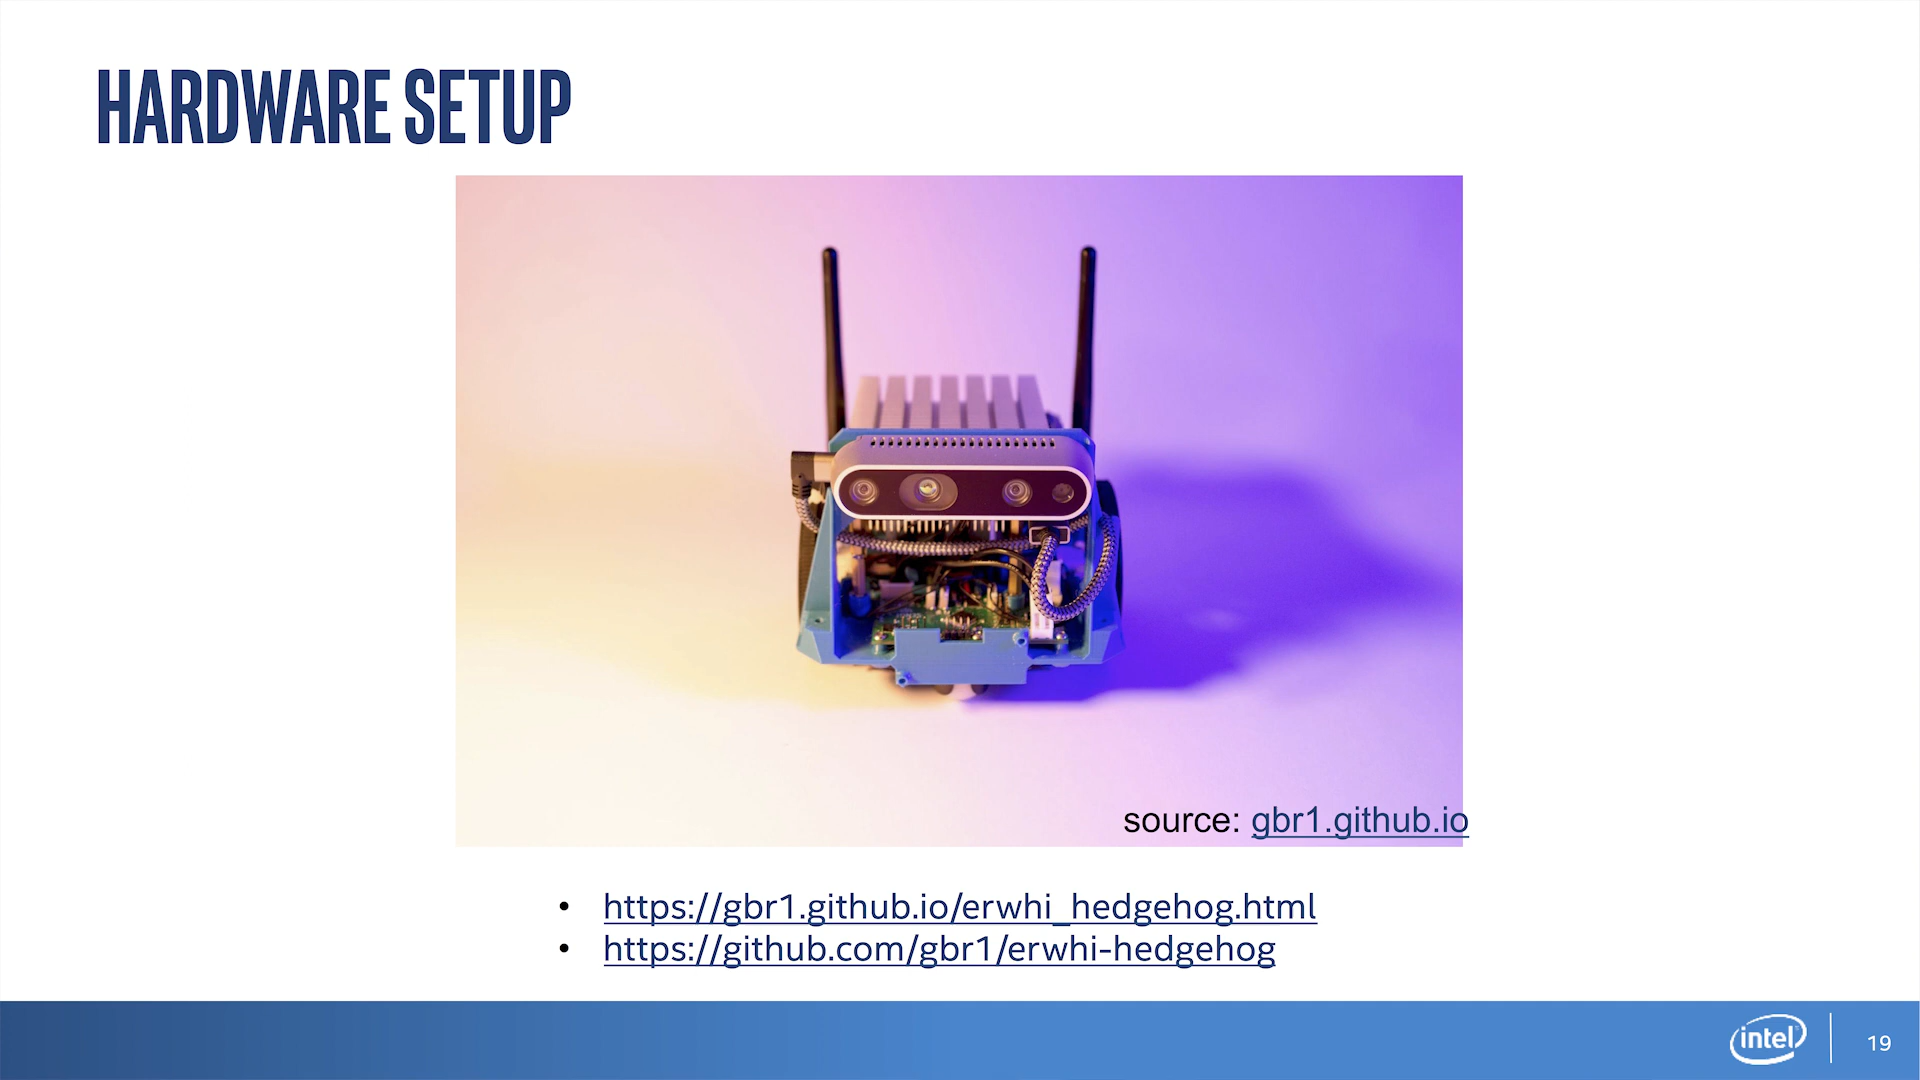 HARDWARE SETUP
source: gbr1.github.io
• https://gbr1.github.io/erwhi_hedgehog.html
• https://github.com/gbr1/erwhi-hedgehog
intel
19